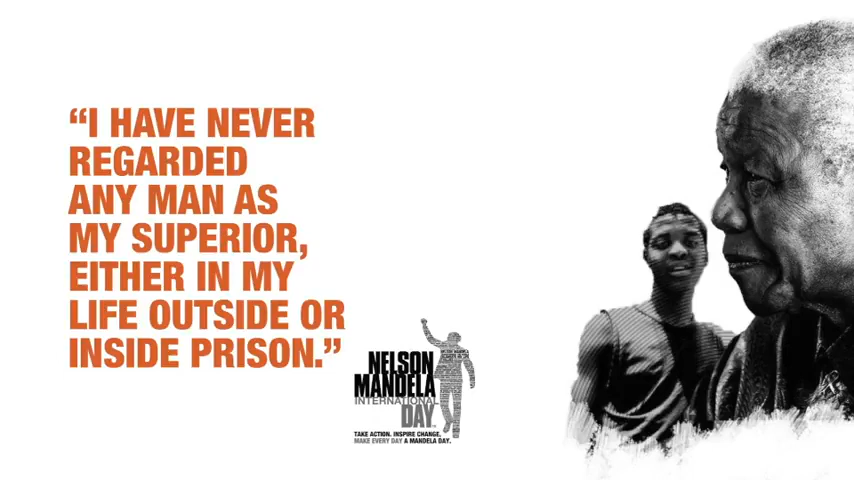 “I HAVE NEVER
REGARDED
ANY MAN AS
MY SUPERIOR,
EITHER IN MY
LIFE OUTSIDE OR
INSIDE PRISON.”
NELSON
MANDELA
INTERNATIONAL
DAY
TAKE ACTION. INSPIRE CHANGE.
MAKE EVERY DAY A MANDELA DAY.